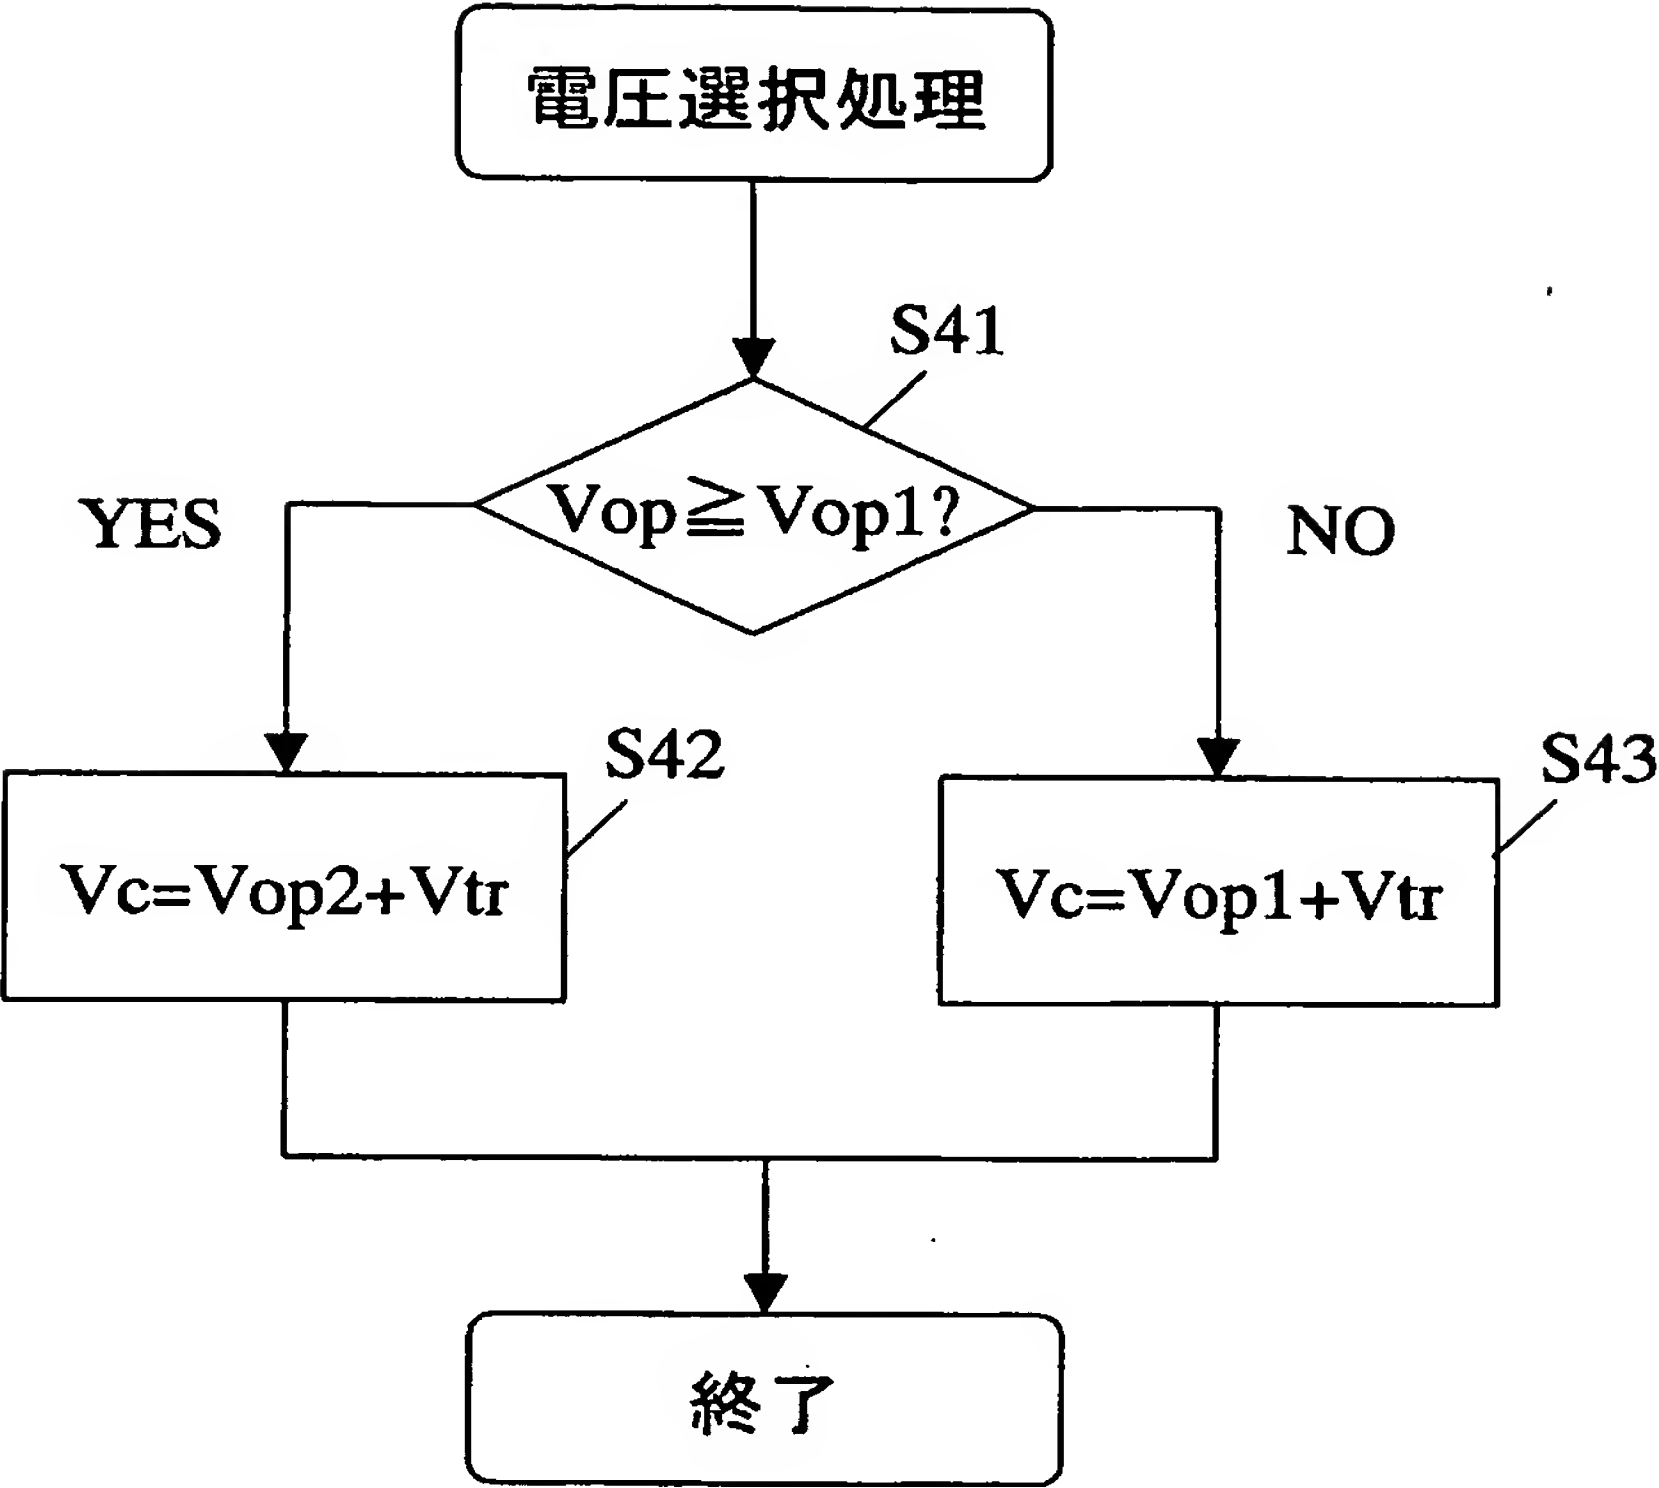 電圧選択処理
S41
Vop≧Vop1?
YES
NO
S42
S43
Vc=Vop2+Vtr
Vc=Vop1+Vtr
終了